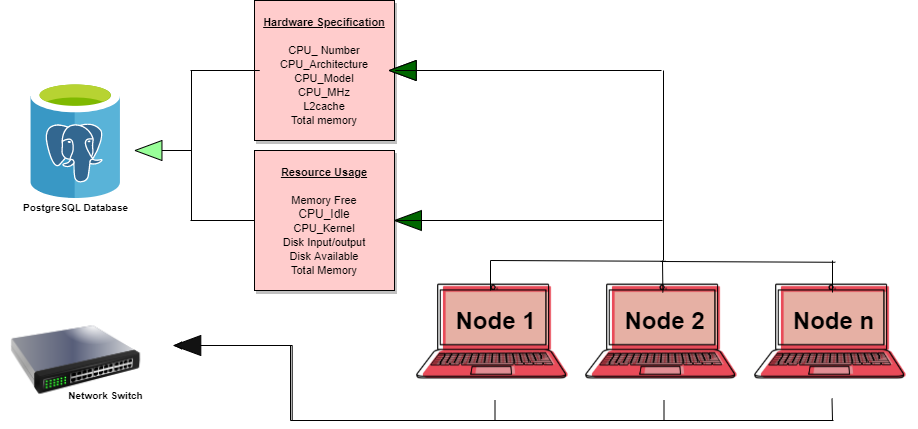 Hardware Specification
CPU_ Number
CPU_Architecture
CPU_Model
CPU_MHz
L2cache
Total memory
Resource Usage
Memory Free
CPU_Idle
CPU_Kernel
Disk Input/output
Disk Available
Total Memory
PostgreSQL Database
Node 1
Node 2
Node n
Network Switch